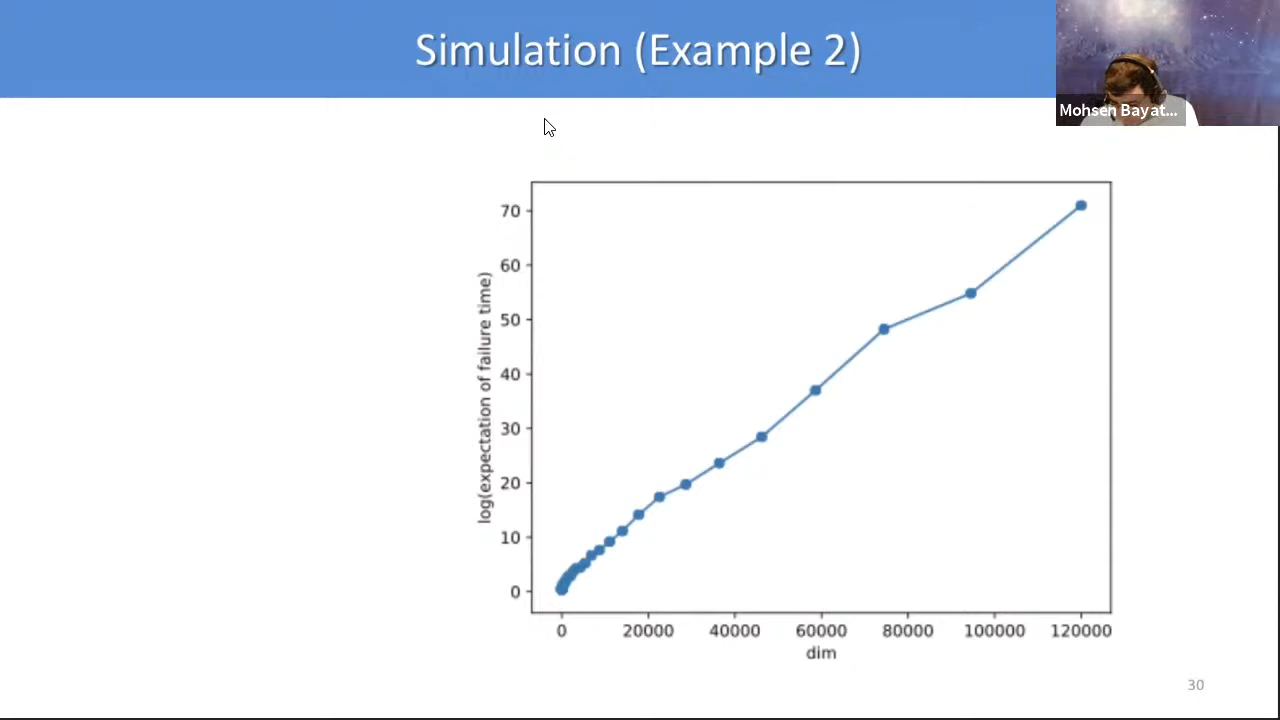 Simulation (Example 2)
Mohsen Bayat...
70
60
50
40
30
20
10
0
log(expectation of failure time)
0 20000 40000 60000 80000 100000 120000
dim
30